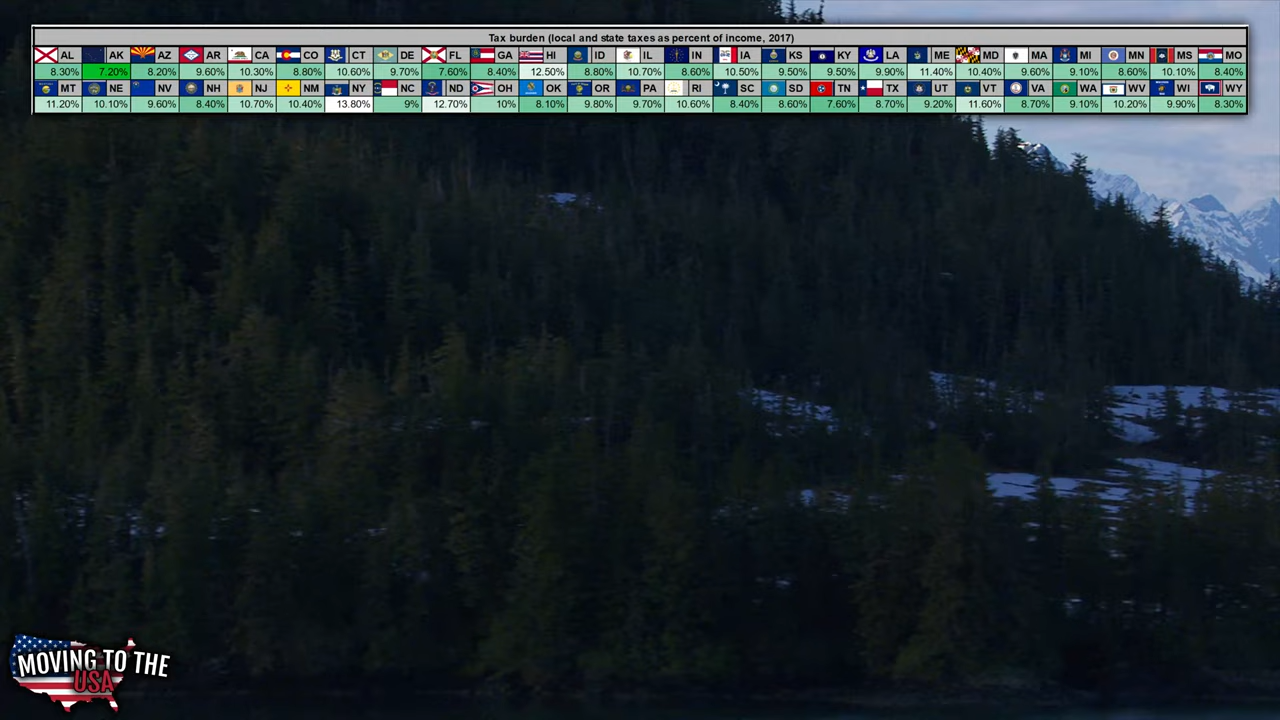 Tax burden (local and state taxes as percent of income, 2017)
AL AK AZ AR CA CO CT DE FL GA HI ID IL IN IA KS KY LA ME MD MA MI MN MS MO
8.30% 7.20% 8.20% 9.60% 10.30% 8.80% 10.60% 9.70% 7.60% 8.40% 12.50% 8.80% 10.70% 8.60% 10.50% 9.50% 9.50% 9.90% 11.40% 10.40% 9.60% 9.10% 8.60% 10.10% 8.40%
MT NE NV NH NJ NM NY NC ND OH OK OR PA RI SC SD TN TX UT VT VA WA WV WI WY
11.20% 10.10% 9.60% 8.40% 10.70% 10.40% 13.80% 9% 12.70% 10% 8.10% 9.80% 9.70% 10.60% 8.40% 8.60% 7.60% 8.70% 9.20% 11.60% 8.70% 9.10% 10.20% 9.90% 8.30%
MOVING TO THE
USA